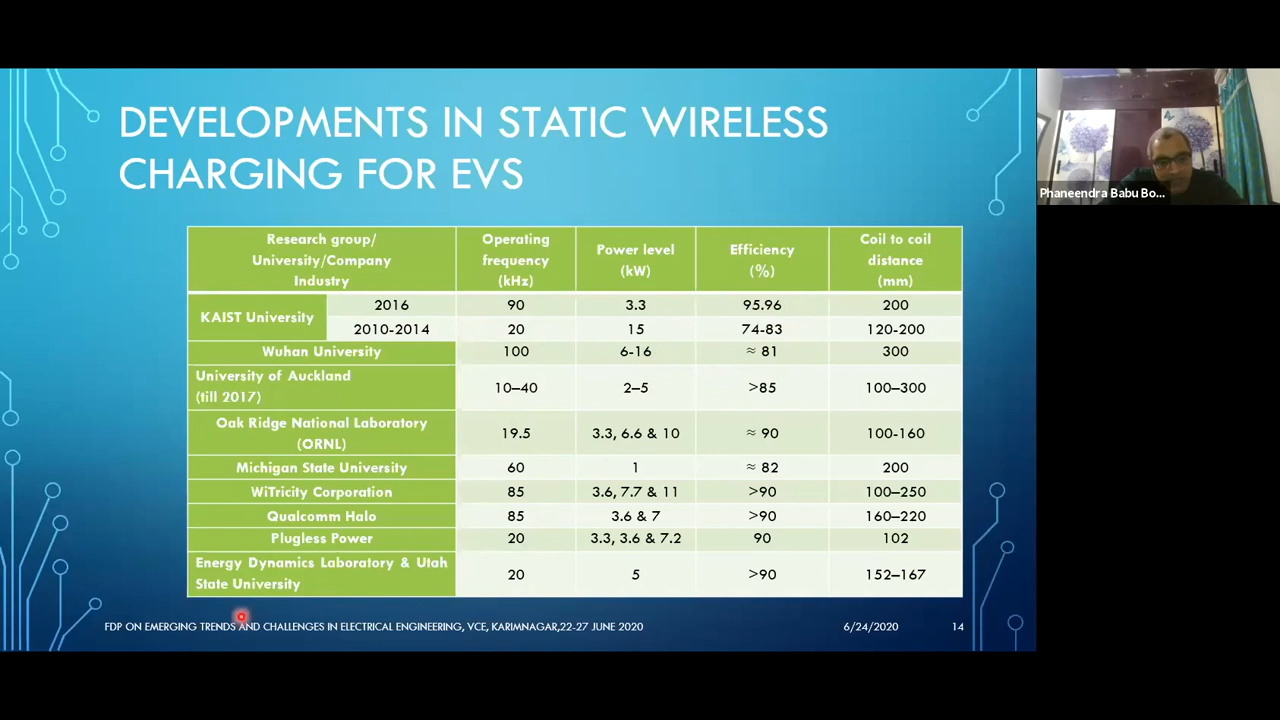 DEVELOPMENTS IN STATIC WIRELESS
CHARGING FOR EVS
Phaneendra Babu Bo...
Research group/
University/Company
Industry
Operating
frequency
(kHz)
Power level
(kW)
Efficiency
(%)
Coil to coil
distance
(mm)
KAIST University
2016 90 3.3 95.96 200
2010-2014 20 15 74-83 120-200
Wuhan University 100 6-16 ≈ 81 300
University of Auckland
(till 2017)
10–40 2–5 >85 100–300
Oak Ridge National Laboratory
(ORNL)
19.5 3.3, 6.6 & 10 ≈ 90 100-160
Michigan State University 60 1 ≈ 82 200
WiTricity Corporation 85 3.6, 7.7 & 11 >90 100–250
Qualcomm Halo 85 3.6 & 7 >90 160–220
Plugless Power 20 3.3, 3.6 & 7.2 90 102
Energy Dynamics Laboratory & Utah
State University
20 5 >90 152–167
FDP ON EMERGING TRENDS AND CHALLENGES IN ELECTRICAL ENGINEERING, VCE, KARIMNAGAR,22-27 JUNE 2020 6/24/2020 14